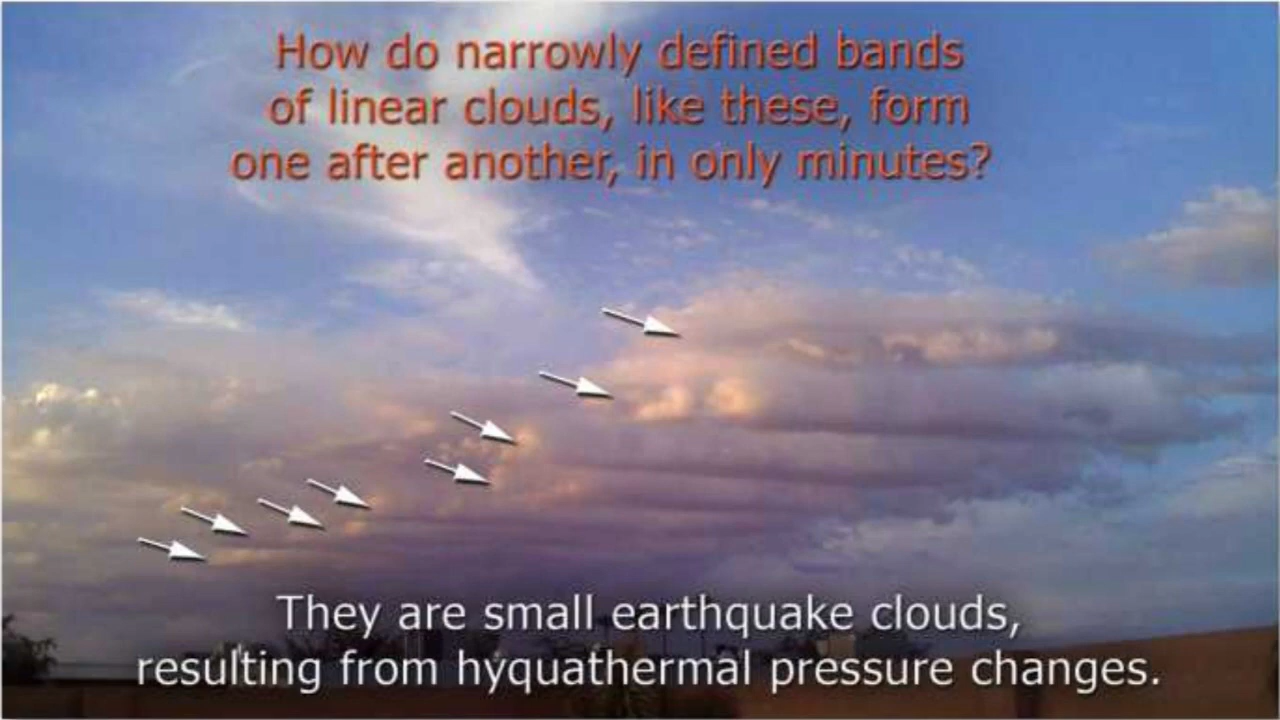 How do narrowly defined bands
of linear clouds, like these, form
one after another, in only minutes?
They are small earthquake clouds,
resulting from hyquathermal pressure changes.